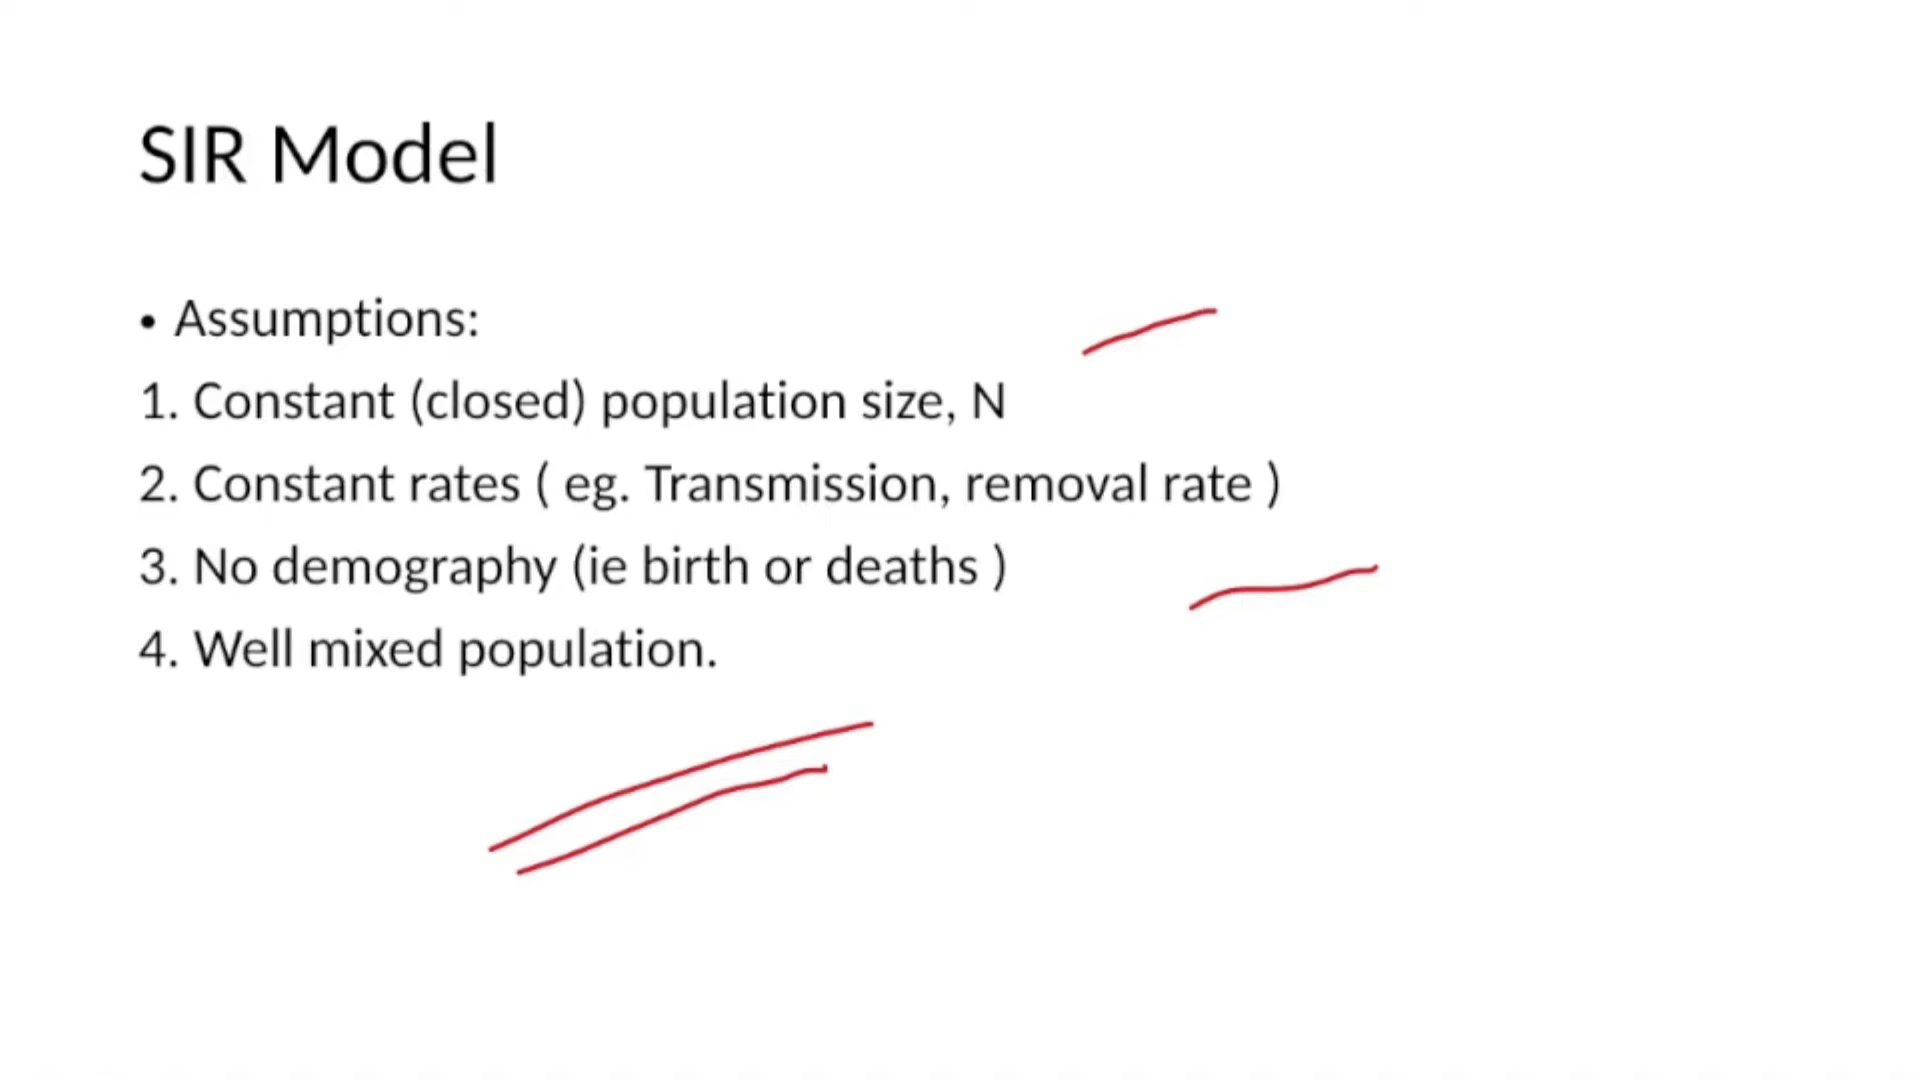 SIR Model
• Assumptions:
1. Constant (closed) population size, N
2. Constant rates ( eg. Transmission, removal rate )
3. No demography (ie birth or deaths )
4. Well mixed population.